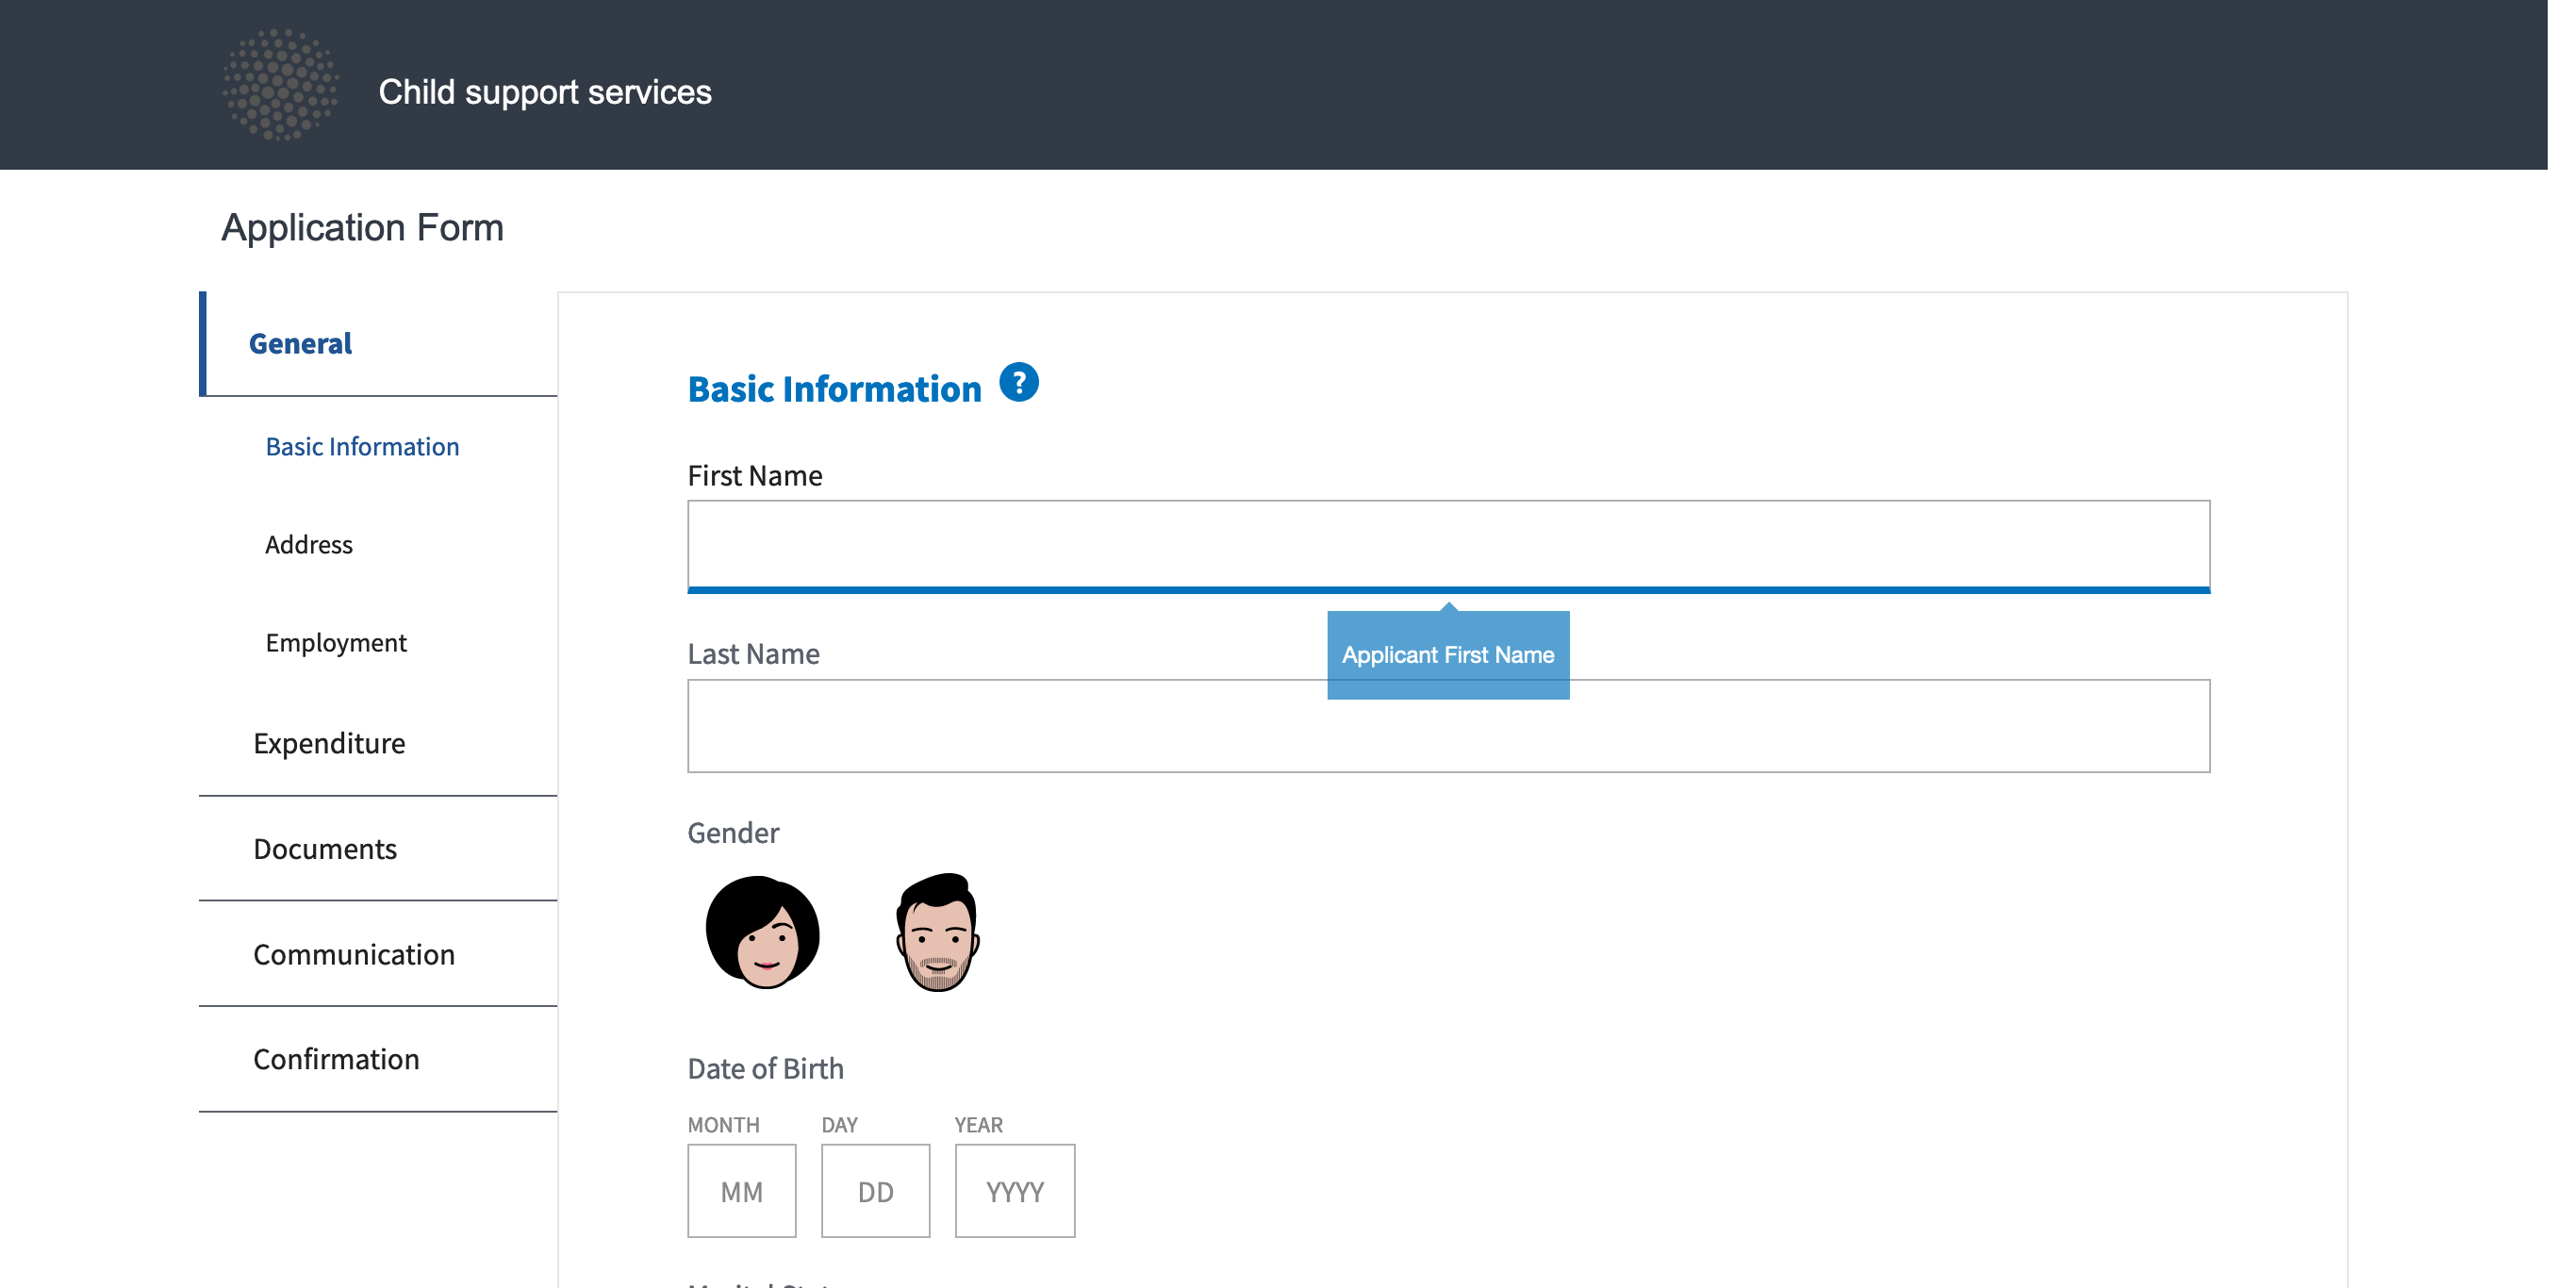 Child support services
Application Form
General
Basic Information
Address
Employment
Expenditure
Documents
Communication
Confirmation
Basic Information ?
First Name
Applicant First Name
Last Name
Gender
Date of Birth
MONTH DAY YEAR
MM DD YYYY